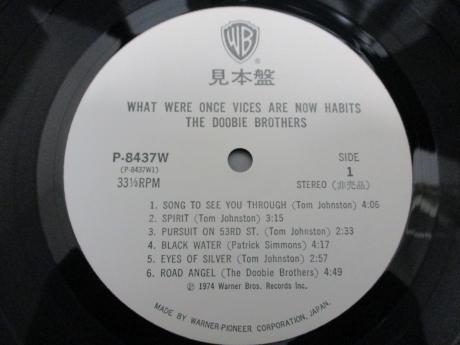 WB
®
見本盤
WHAT WERE ONCE VICES ARE NOW HABITS
THE DOOBIE BROTHERS
P-8437W
(P-8437W1)
33⅓RPM
SIDE
1
STEREO (非売品)
1. SONG TO SEE YOU THROUGH (Tom Johnston) 4:06
2. SPIRIT (Tom Johnston) 3:15
3. PURSUIT ON 53RD ST. (Tom Johnston) 2:33
4. BLACK WATER (Patrick Simmons) 4:17
5. EYES OF SILVER (Tom Johnston) 2:57
6. ROAD ANGEL (The Doobie Brothers) 4:49
℗ 1974 Warner Bros. Records Inc.
MADE BY WARNER-PIONEER CORPORATION, JAPAN.